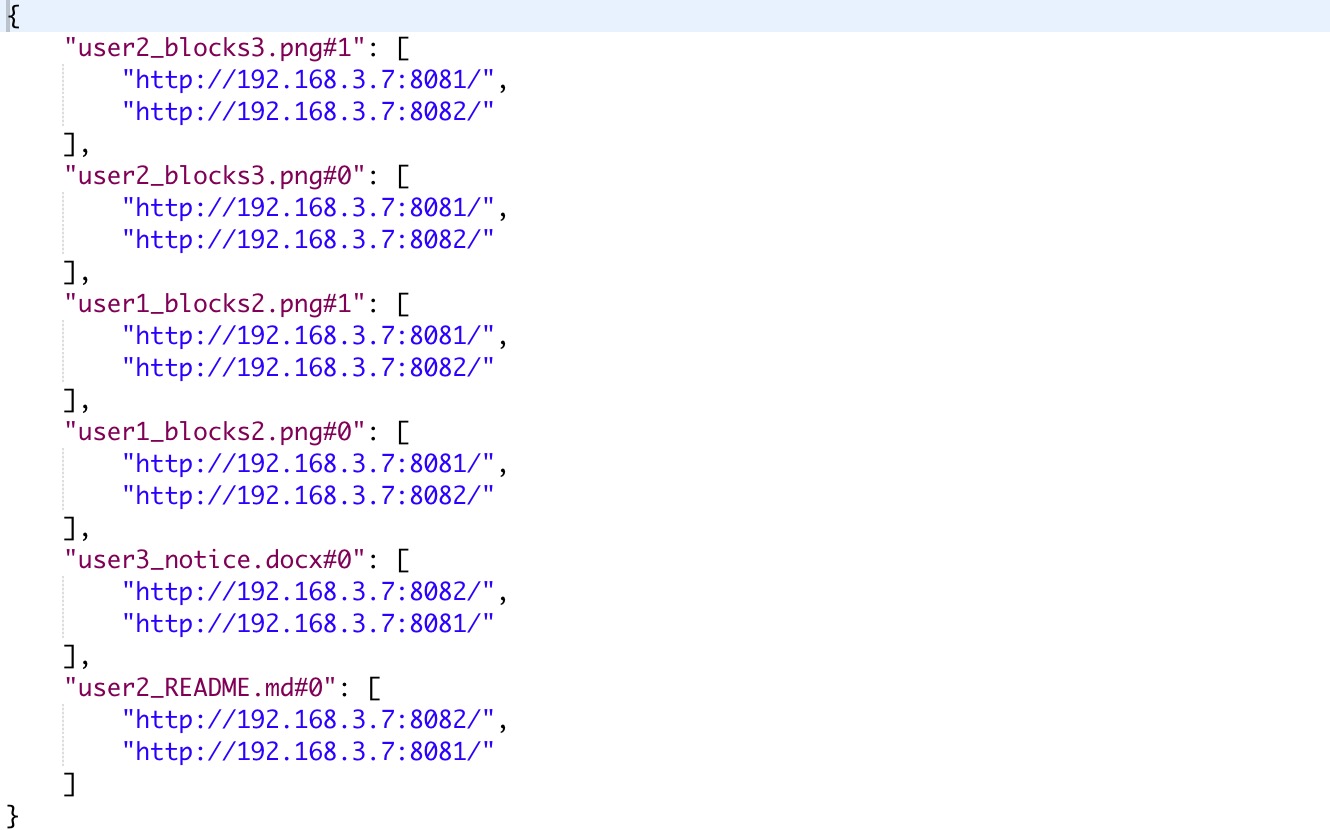 {
    "user2_blocks3.png#1": [
        "http://192.168.3.7:8081/",
        "http://192.168.3.7:8082/"
    ],
    "user2_blocks3.png#0": [
        "http://192.168.3.7:8081/",
        "http://192.168.3.7:8082/"
    ],
    "user1_blocks2.png#1": [
        "http://192.168.3.7:8081/",
        "http://192.168.3.7:8082/"
    ],
    "user1_blocks2.png#0": [
        "http://192.168.3.7:8081/",
        "http://192.168.3.7:8082/"
    ],
    "user3_notice.docx#0": [
        "http://192.168.3.7:8082/",
        "http://192.168.3.7:8081/"
    ],
    "user2_README.md#0": [
        "http://192.168.3.7:8082/",
        "http://192.168.3.7:8081/"
    ]
}